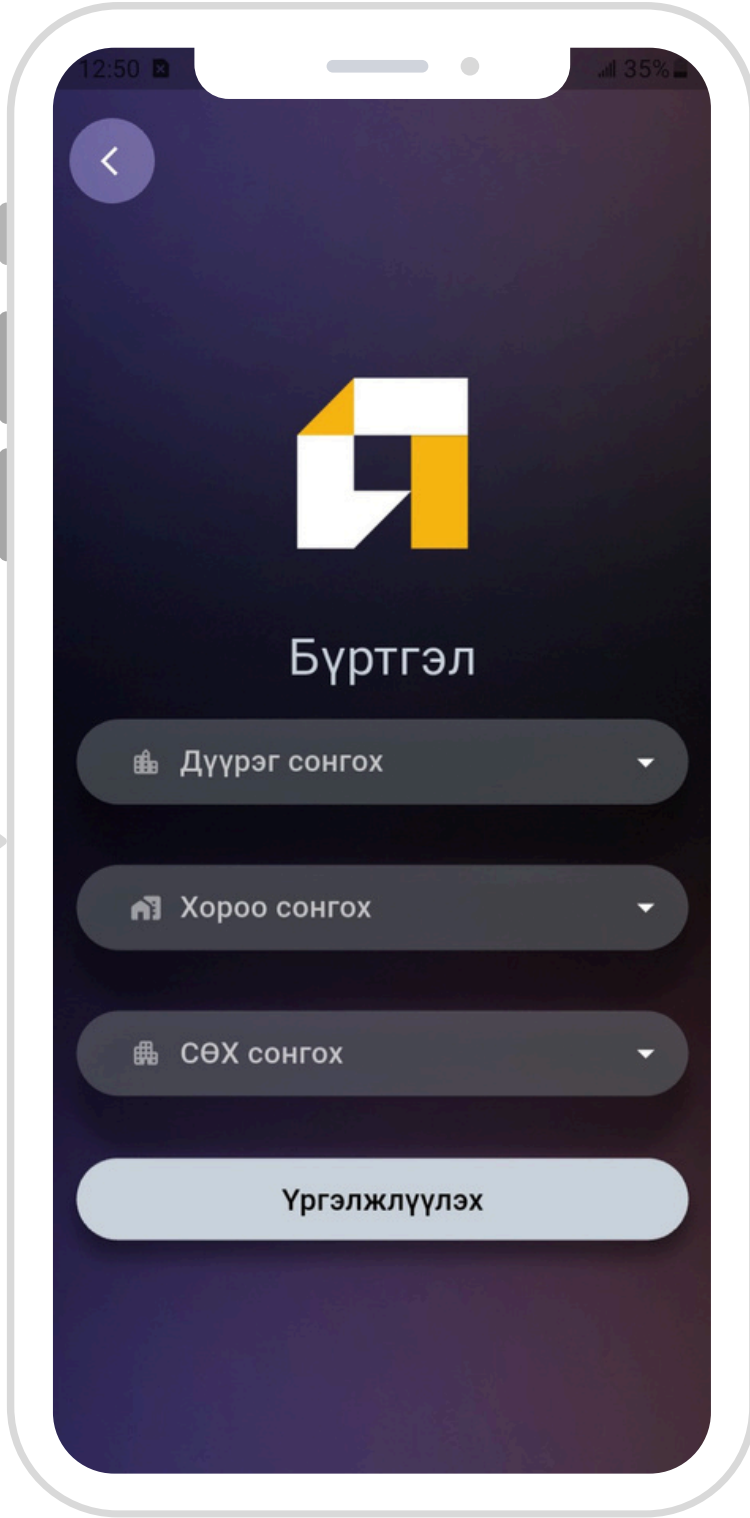 12:50 35%
Бүртгэл
Дүүрэг сонгох
Хороо сонгох
СӨХ сонгох
Үргэлжлүүлэх